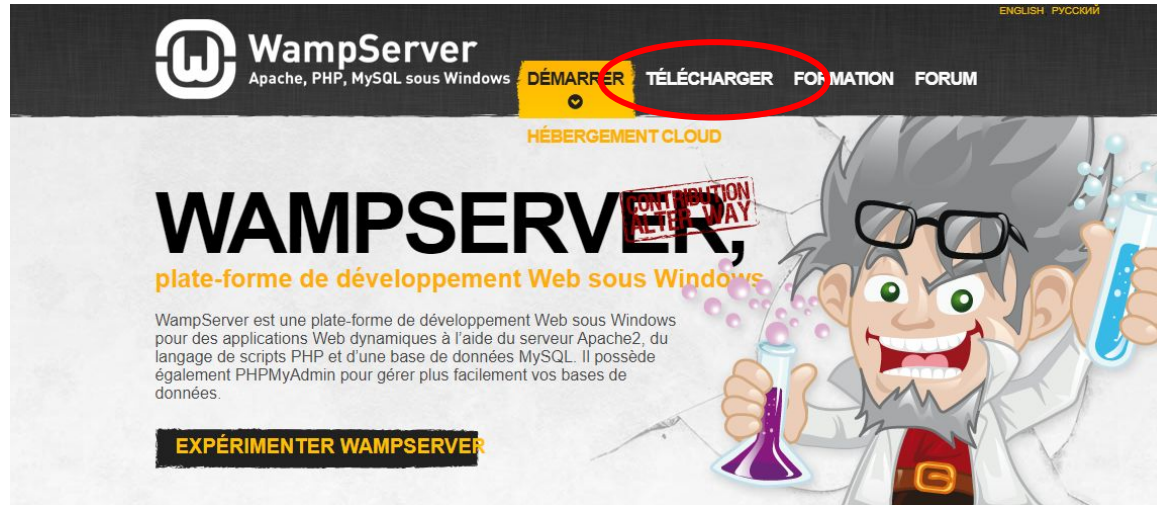 ENGLISH РУССКИЙ
WampServer
Apache, PHP, MySQL sous Windows
DÉMARRER TÉLÉCHARGER FORMATION FORUM
HÉBERGEMENT CLOUD
WAMPSERVER,
CONTRIBUTION
ALTER WAY
plate-forme de développement Web sous Windows
WampServer est une plate-forme de développement Web sous Windows
pour des applications Web dynamiques à l'aide du serveur Apache2, du
langage de scripts PHP et d'une base de données MySQL. Il possède
également PHPMyAdmin pour gérer plus facilement vos bases de
données.
EXPÉRIMENTER WAMPSERVER